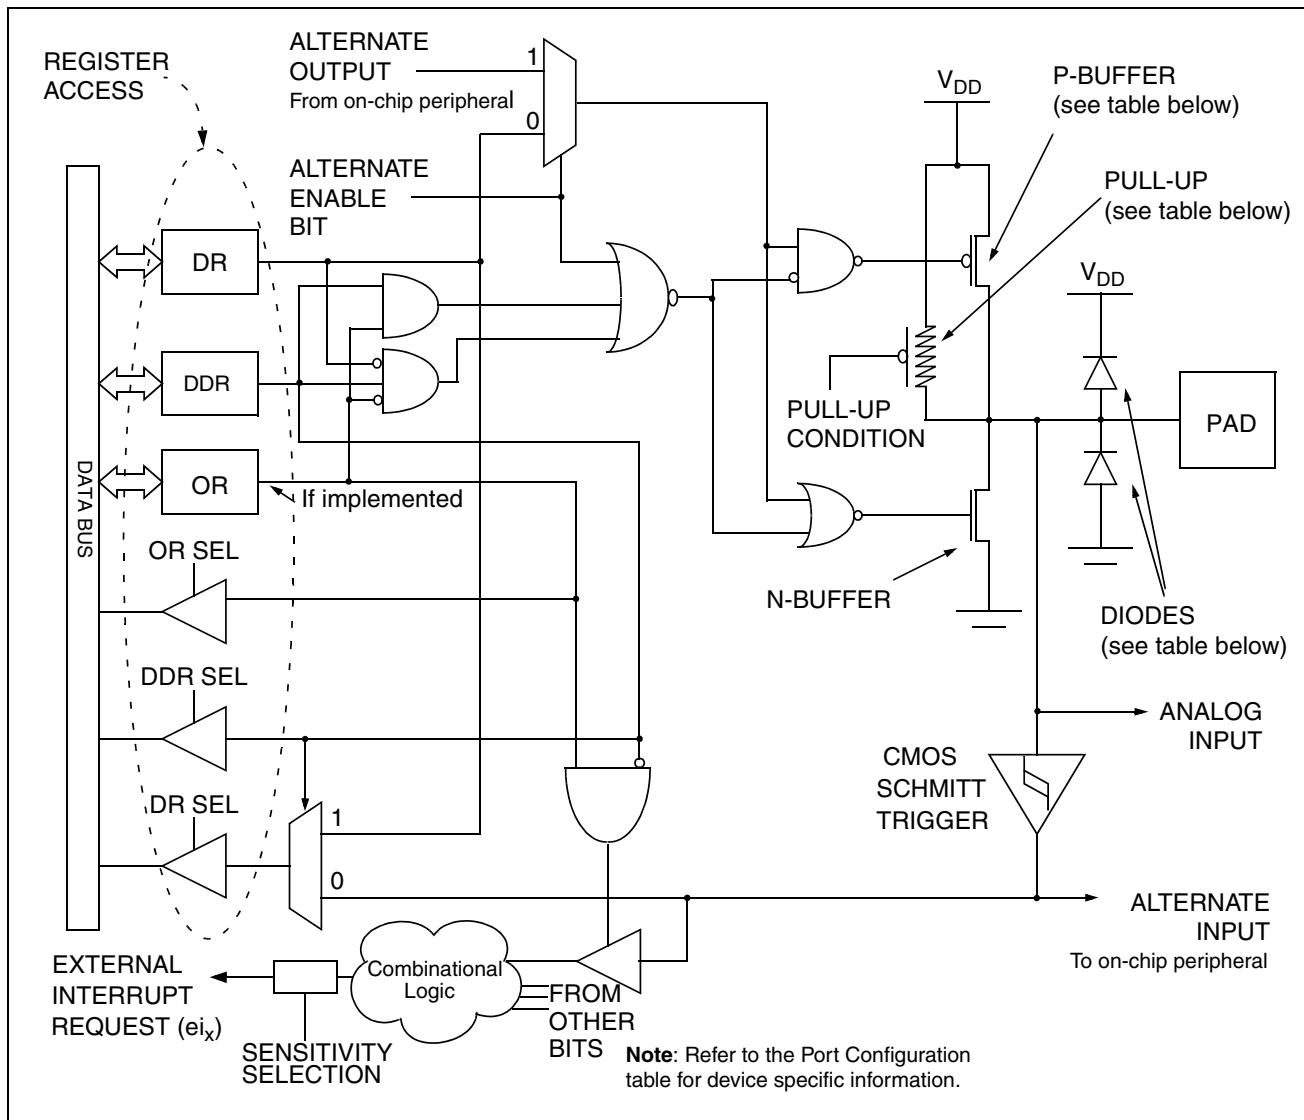 REGISTER
ACCESS
ALTERNATE
OUTPUT
From on-chip peripheral
1
0
ALTERNATE
ENABLE
BIT
VDD
P-BUFFER
(see table below)
PULL-UP
(see table below)
DR
DDR
OR
If implemented
DATA BUS
VDD
PULL-UP
CONDITION
PAD
N-BUFFER
DIODES
(see table below)
OR SEL
DDR SEL
DR SEL
1
0
ANALOG
INPUT
CMOS
SCHMITT
TRIGGER
ALTERNATE
INPUT
To on-chip peripheral
EXTERNAL
INTERRUPT
REQUEST (eix)
Combinational
Logic
FROM
OTHER
BITS
SENSITIVITY
SELECTION
Note: Refer to the Port Configuration
table for device specific information.